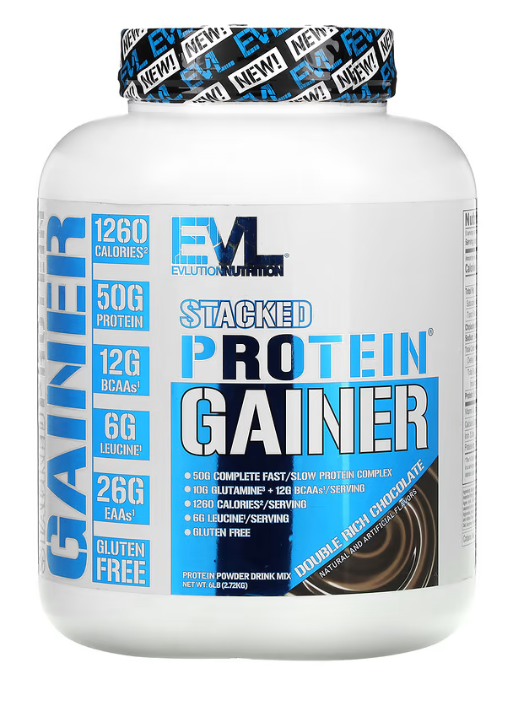 NEW! EVL NEW! EVL NEW! EVL NEW!
GAINER
1260
CALORIES²
50G
PROTEIN
12G
BCAAs¹
6G
LEUCINE¹
26G
EAAs¹
GLUTEN
FREE
EVL®
EVLUTIONNUTRITION
STACKED
PROTEIN®
GAINER
• 50G COMPLETE FAST/SLOW PROTEIN COMPLEX
• 10G GLUTAMINE³ + 12G BCAAs¹/SERVING
• 1260 CALORIES²/SERVING
• 6G LEUCINE¹/SERVING
• GLUTEN FREE
DOUBLE RICH CHOCOLATE
NATURAL AND ARTIFICIAL FLAVORS
PROTEIN POWDER DRINK MIX
NET WT. 6LB (2.72KG)